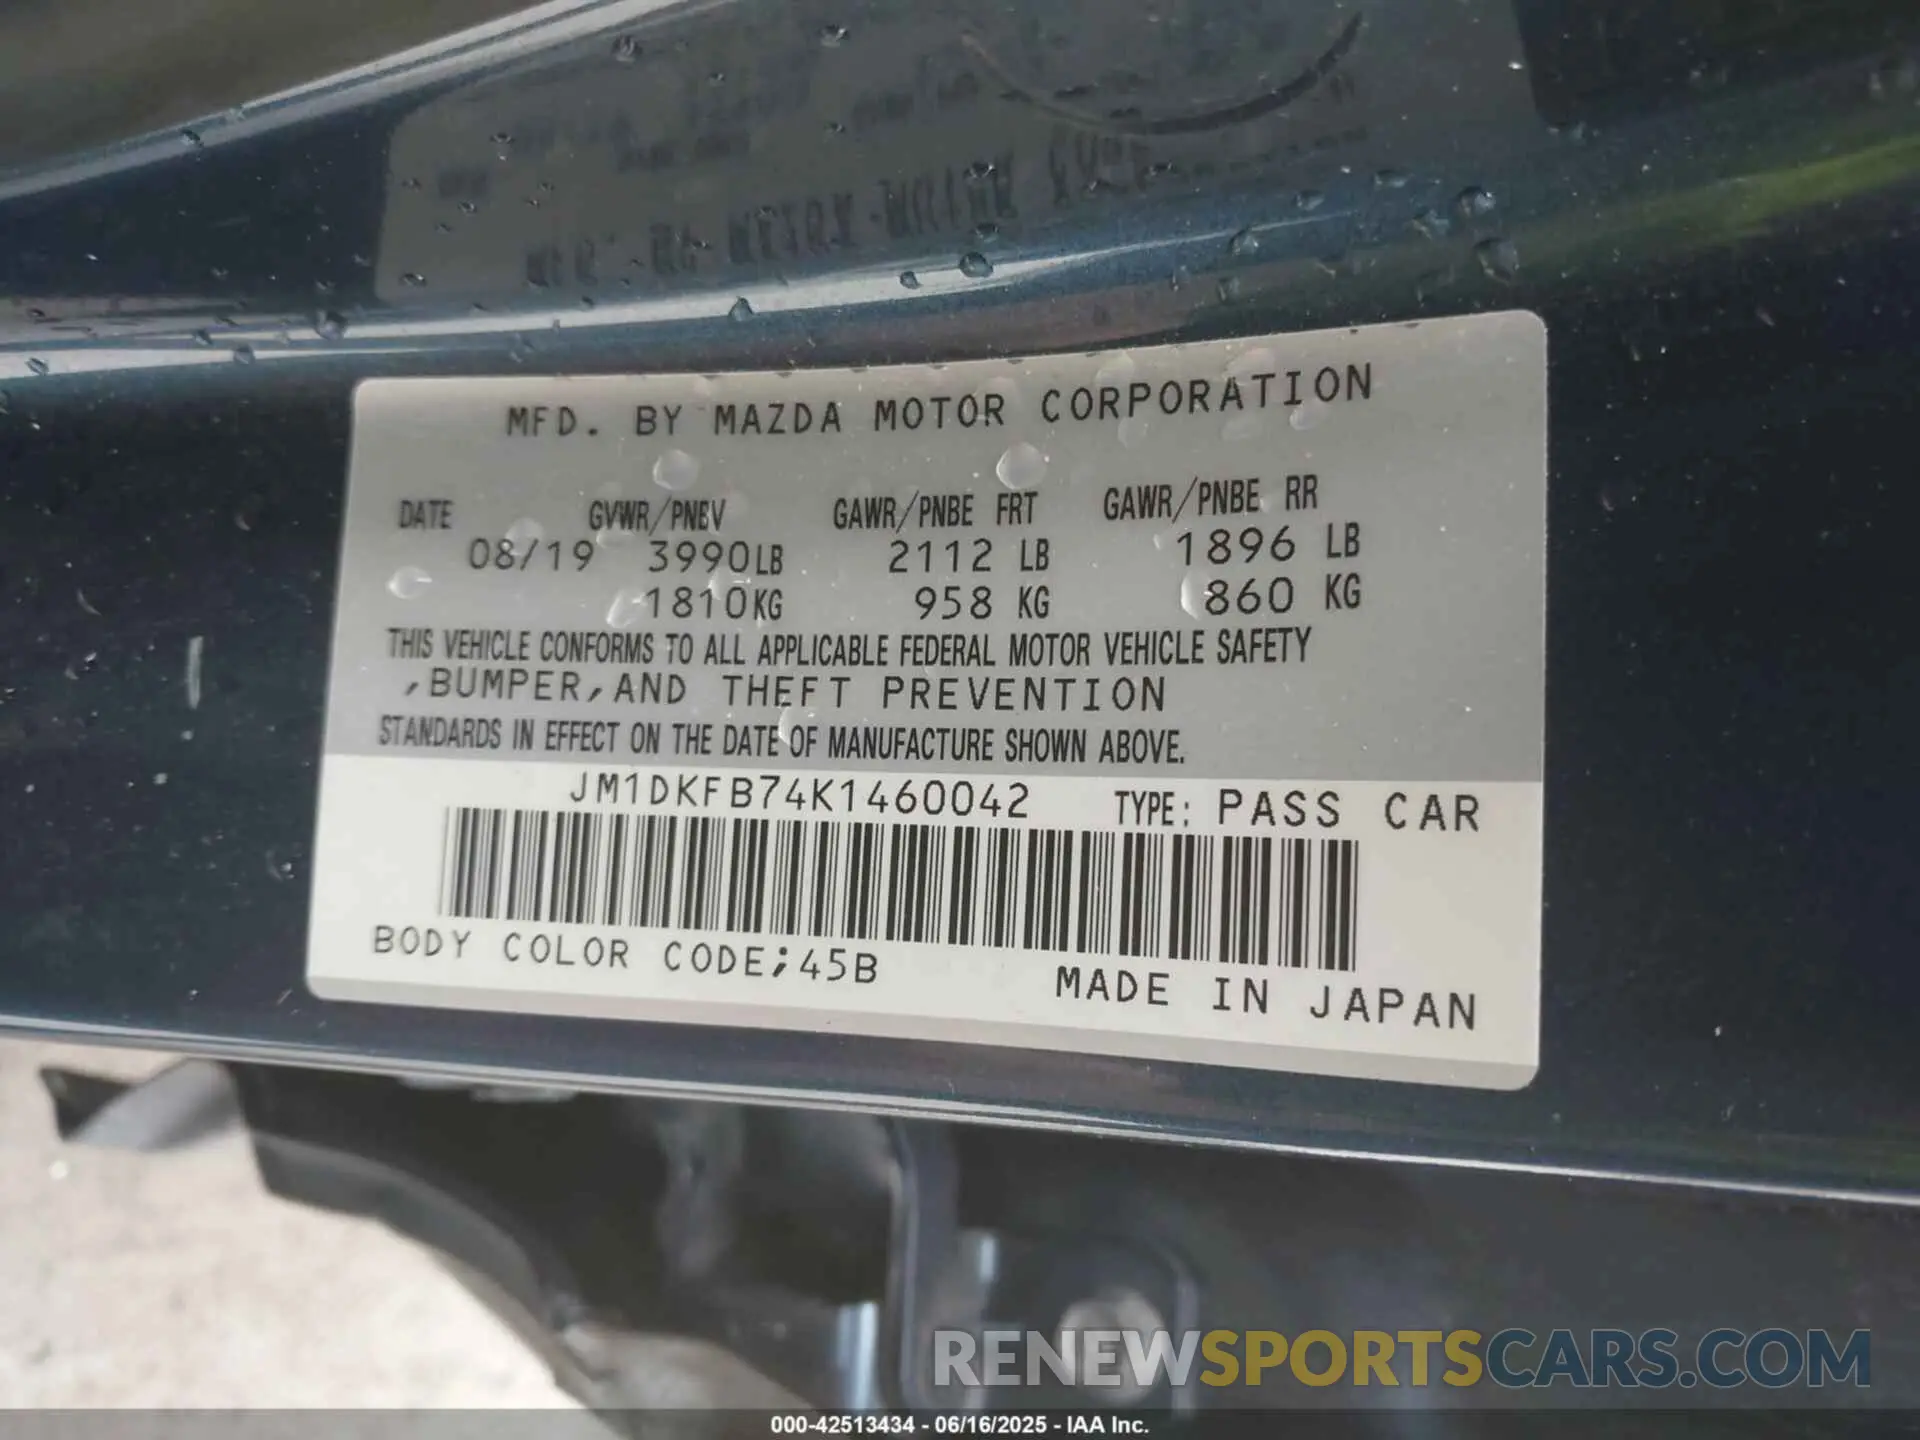 MFD. BY MAZDA MOTOR CORPORATION
DATE GVWR/PNBV GAWR/PNBE FRT GAWR/PNBE RR
08/19 3990LB 2112 LB 1896 LB
1810KG 958 KG 860 KG
THIS VEHICLE CONFORMS TO ALL APPLICABLE FEDERAL MOTOR VEHICLE SAFETY
,BUMPER,AND THEFT PREVENTION
STANDARDS IN EFFECT ON THE DATE OF MANUFACTURE SHOWN ABOVE.
JM1DKFB74K1460042 TYPE: PASS CAR
BODY COLOR CODE;45B
MADE IN JAPAN
RENEWSPORTSCARS.COM
000-42513434 - 06/16/2025 - IAA Inc.